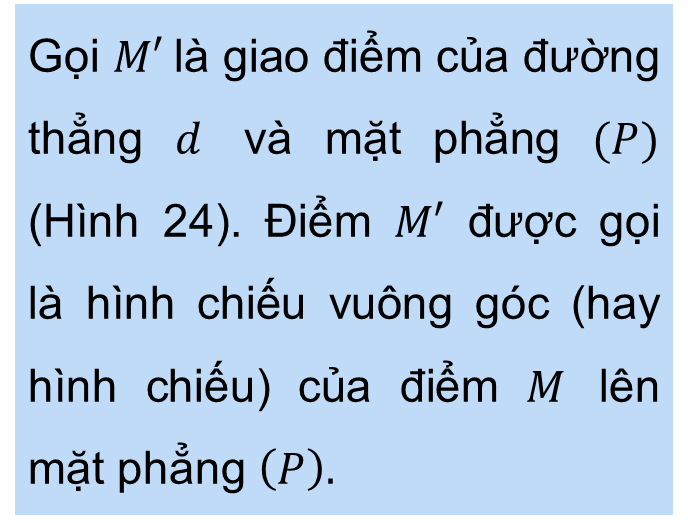 Gọi M′ là giao điểm của đường
thẳng d và mặt phẳng (P)
(Hình 24). Điểm M′ được gọi
là hình chiếu vuông góc (hay
hình chiếu) của điểm M lên
mặt phẳng (P).